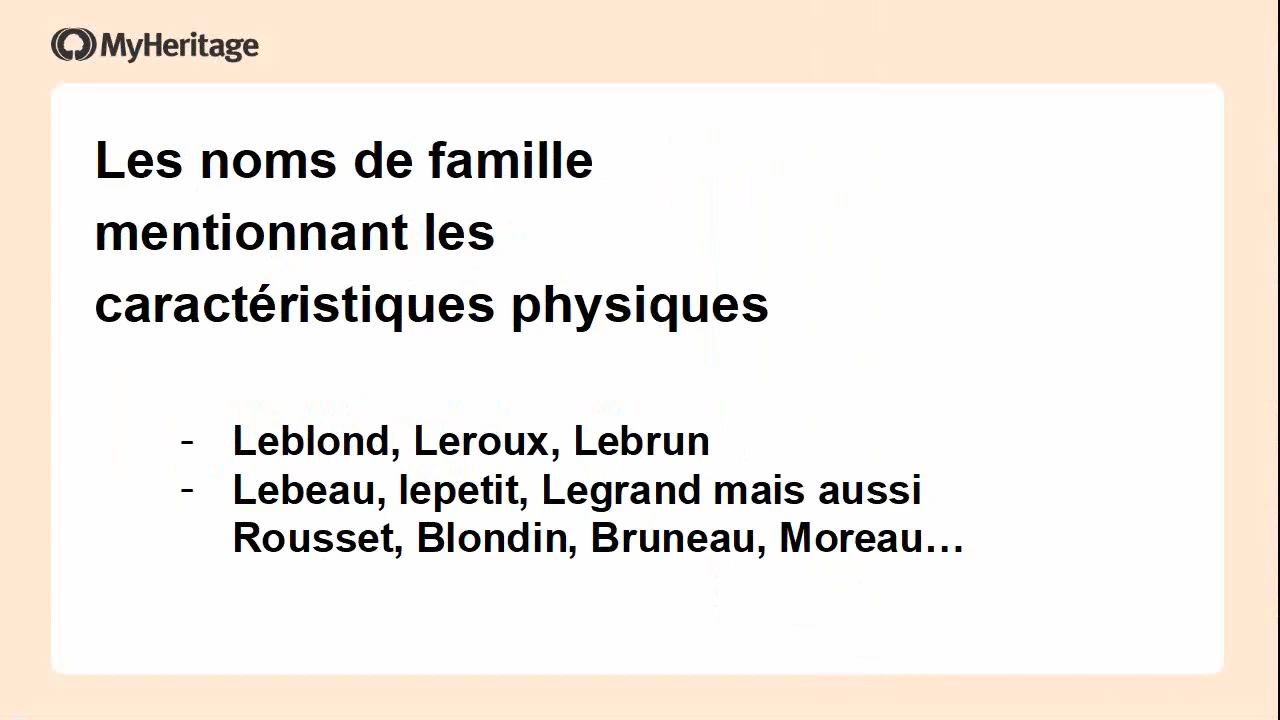 MyHeritage
Les noms de famille
mentionnant les
caractéristiques physiques
- Leblond, Leroux, Lebrun
- Lebeau, lepetit, Legrand mais aussi
Rousset, Blondin, Bruneau, Moreau…